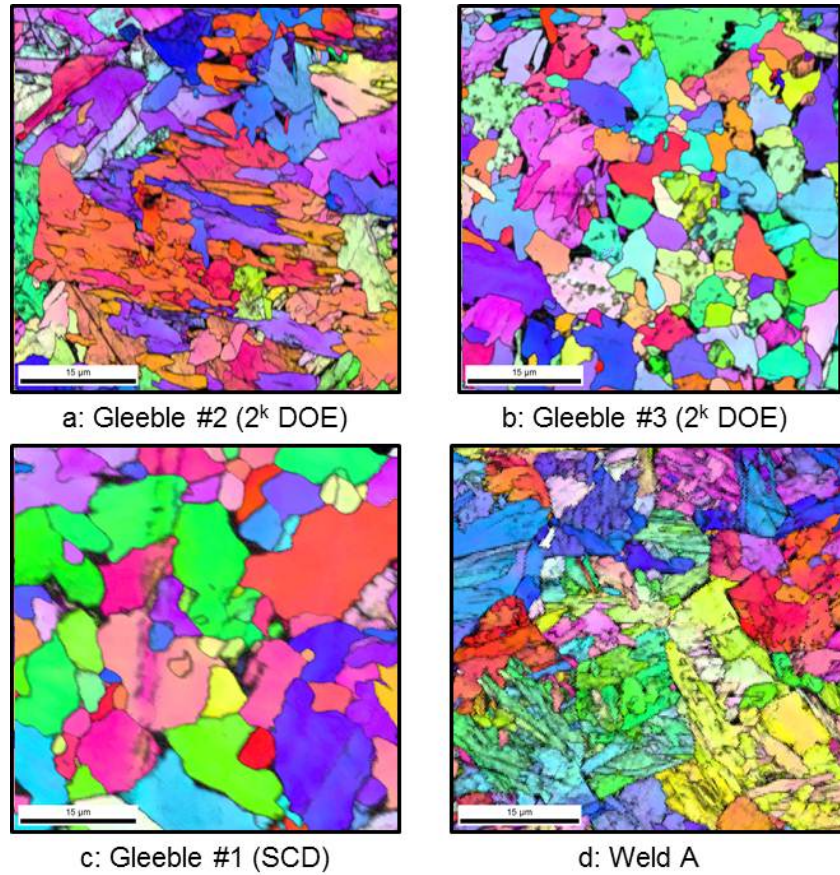 15 µm
15 µm
a: Gleeble #2 (2ᵏ DOE)
b: Gleeble #3 (2ᵏ DOE)
15 µm
15 µm
c: Gleeble #1 (SCD)
d: Weld A